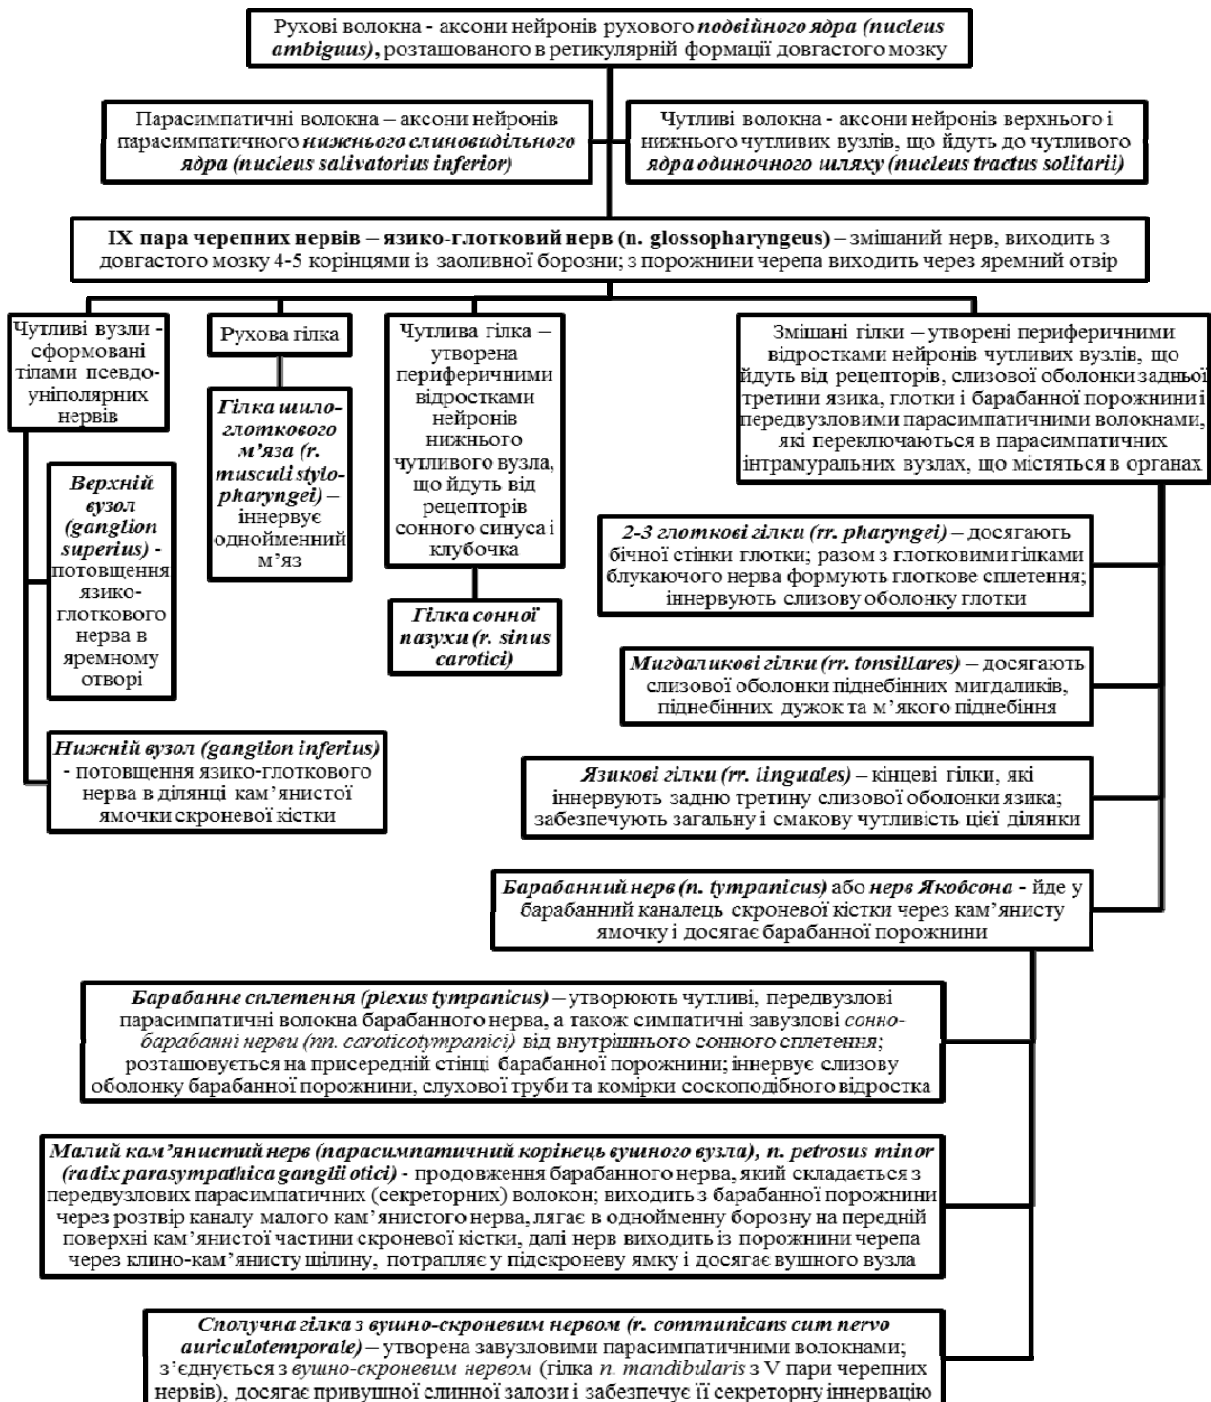 Рухові волокна - аксони нейронів рухового подвійного ядра (nucleus
ambiguus), розташованого в ретикулярній формації довгастого мозку
Парасимпатичні волокна – аксони нейронів
парасимпатичного нижнього слиновидільного
ядра (nucleus salivatorius inferior)
Чутливі волокна - аксони нейронів верхнього і
нижнього чутливих вузлів, що йдуть до чутливого
ядра одиночного шляху (nucleus tractus solitarii)
IX пара черепних нервів – язико-глотковий нерв (n. glossopharyngeus) – змішаний нерв, виходить з
довгастого мозку 4-5 корінцями із заоливної борозни; з порожнини черепа виходить через яремний отвір
Чутливі вузли -
сформовані
тілами псевдо-
уніполярних
нервів
Верхній
вузол
(ganglion
superius) -
потовщення
язико-
глоткового
нерва в
яремному
отворі
Нижній вузол (ganglion inferius)
- потовщення язико-глоткового
нерва в ділянці кам’янистої
ямочки скроневої кістки
Рухова гілка
Гілка шило-
глоткового
м’яза (r.
musculi stylo-
pharyngei) –
іннервує
однойменний
м’яз
Чутлива гілка –
утворена
периферичними
відростками
нейронів
нижнього
чутливого вузла,
що йдуть від
рецепторів
сонного синуса і
клубочка
Гілка сонної
пазухи (r. sinus
carotici)
Змішані гілки – утворені периферичними
відростками нейронів чутливих вузлів, що
йдуть від рецепторів, слизової оболонки задньої
третини язика, глотки і барабанної порожнини і
передвузловими парасимпатичними волокнами,
які переключаються в парасимпатичних
інтрамуральних вузлах, що містяться в органах
2-3 глоткові гілки (rr. pharyngei) – досягають
бічної стінки глотки; разом з глотковими гілками
блукаючого нерва формують глоткове сплетення;
іннервують слизову оболонку глотки
Мигдаликові гілки (rr. tonsillares) – досягають
слизової оболонки піднебінних мигдаликів,
піднебінних дужок та м’якого піднебіння
Язикові гілки (rr. linguales) – кінцеві гілки, які
іннервують задню третину слизової оболонки язика;
забезпечують загальну і смакову чутливість цієї ділянки
Барабанний нерв (n. tympanicus) або нерв Якобсона - йде у
барабанний каналець скроневої кістки через кам’янисту
ямочку і досягає барабанної порожнини
Барабанне сплетення (plexus tympanicus) – утворюють чутливі, передвузлові
парасимпатичні волокна барабанного нерва, а також симпатичні завузлові сонно-
барабанні нерви (nn. caroticotympanici) від внутрішнього сонного сплетення;
розташовується на присередній стінці барабанної порожнини; іннервує слизову
оболонку барабанної порожнини, слухової труби та комірки соскоподібного відростка
Малий кам’янистий нерв (парасимпатичний корінець вушного вузла), n. petrosus minor
(radix parasympathica ganglii otici) - продовження барабанного нерва, який складається з
передвузлових парасимпатичних (секреторних) волокон; виходить з барабанної порожнини
через розтвір каналу малого кам’янистого нерва, лягає в однойменну борозну на передній
поверхні кам’янистої частини скроневої кістки, далі нерв виходить із порожнини черепа
через клино-кам’янисту щілину, потрапляє у підскроневу ямку і досягає вушного вузла
Сполучна гілка з вушно-скроневим нервом (r. communicans cum nervo
auriculotemporale) – утворена завузловими парасимпатичними волокнами;
з’єднується з вушно-скроневим нервом (гілка n. mandibularis з V пари черепних
нервів), досягає привушної слинної залози і забезпечує її секреторну іннервацію